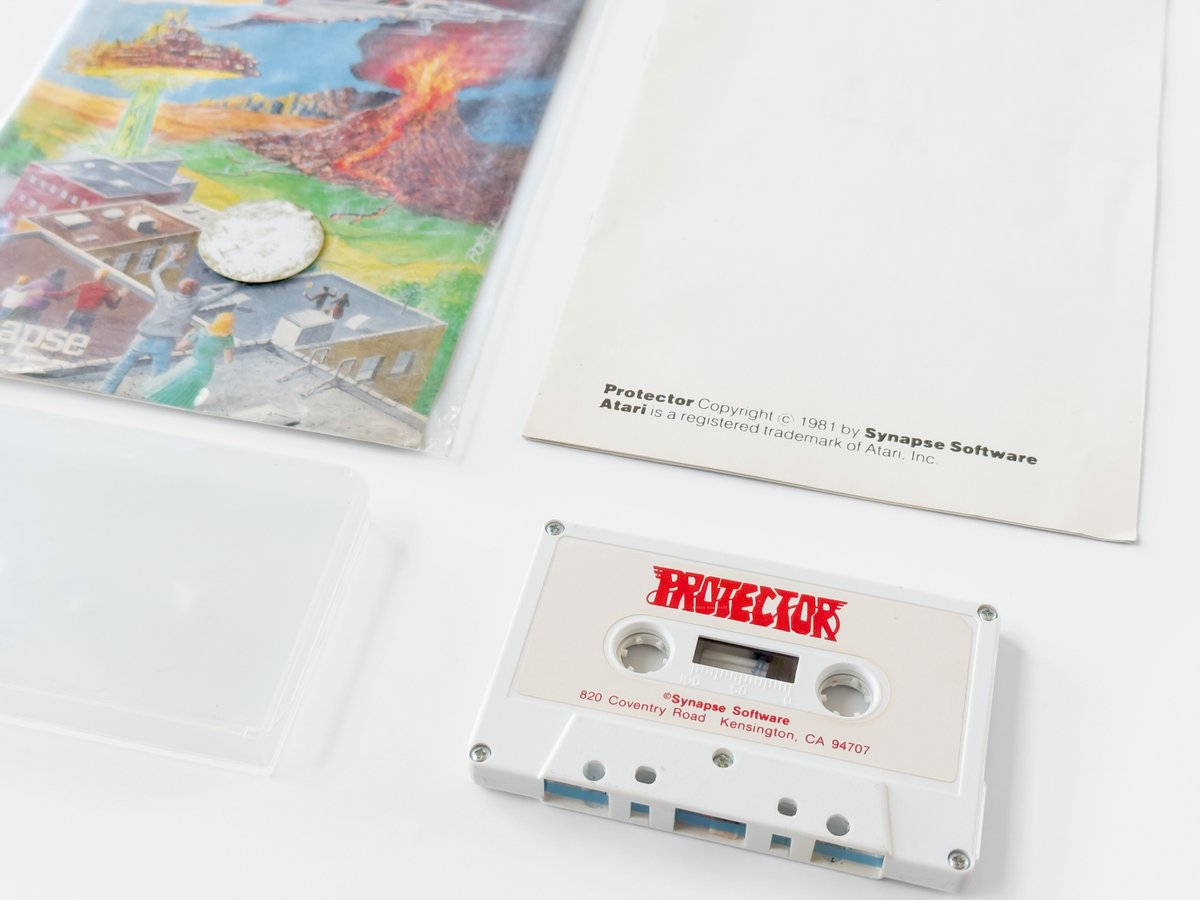 apse
Protector Copyright © 1981 by Synapse Software
Atari is a registered trademark of Atari, Inc.
PROTECTOR
100 50 0
©Synapse Software
820 Coventry Road Kensington, CA 94707